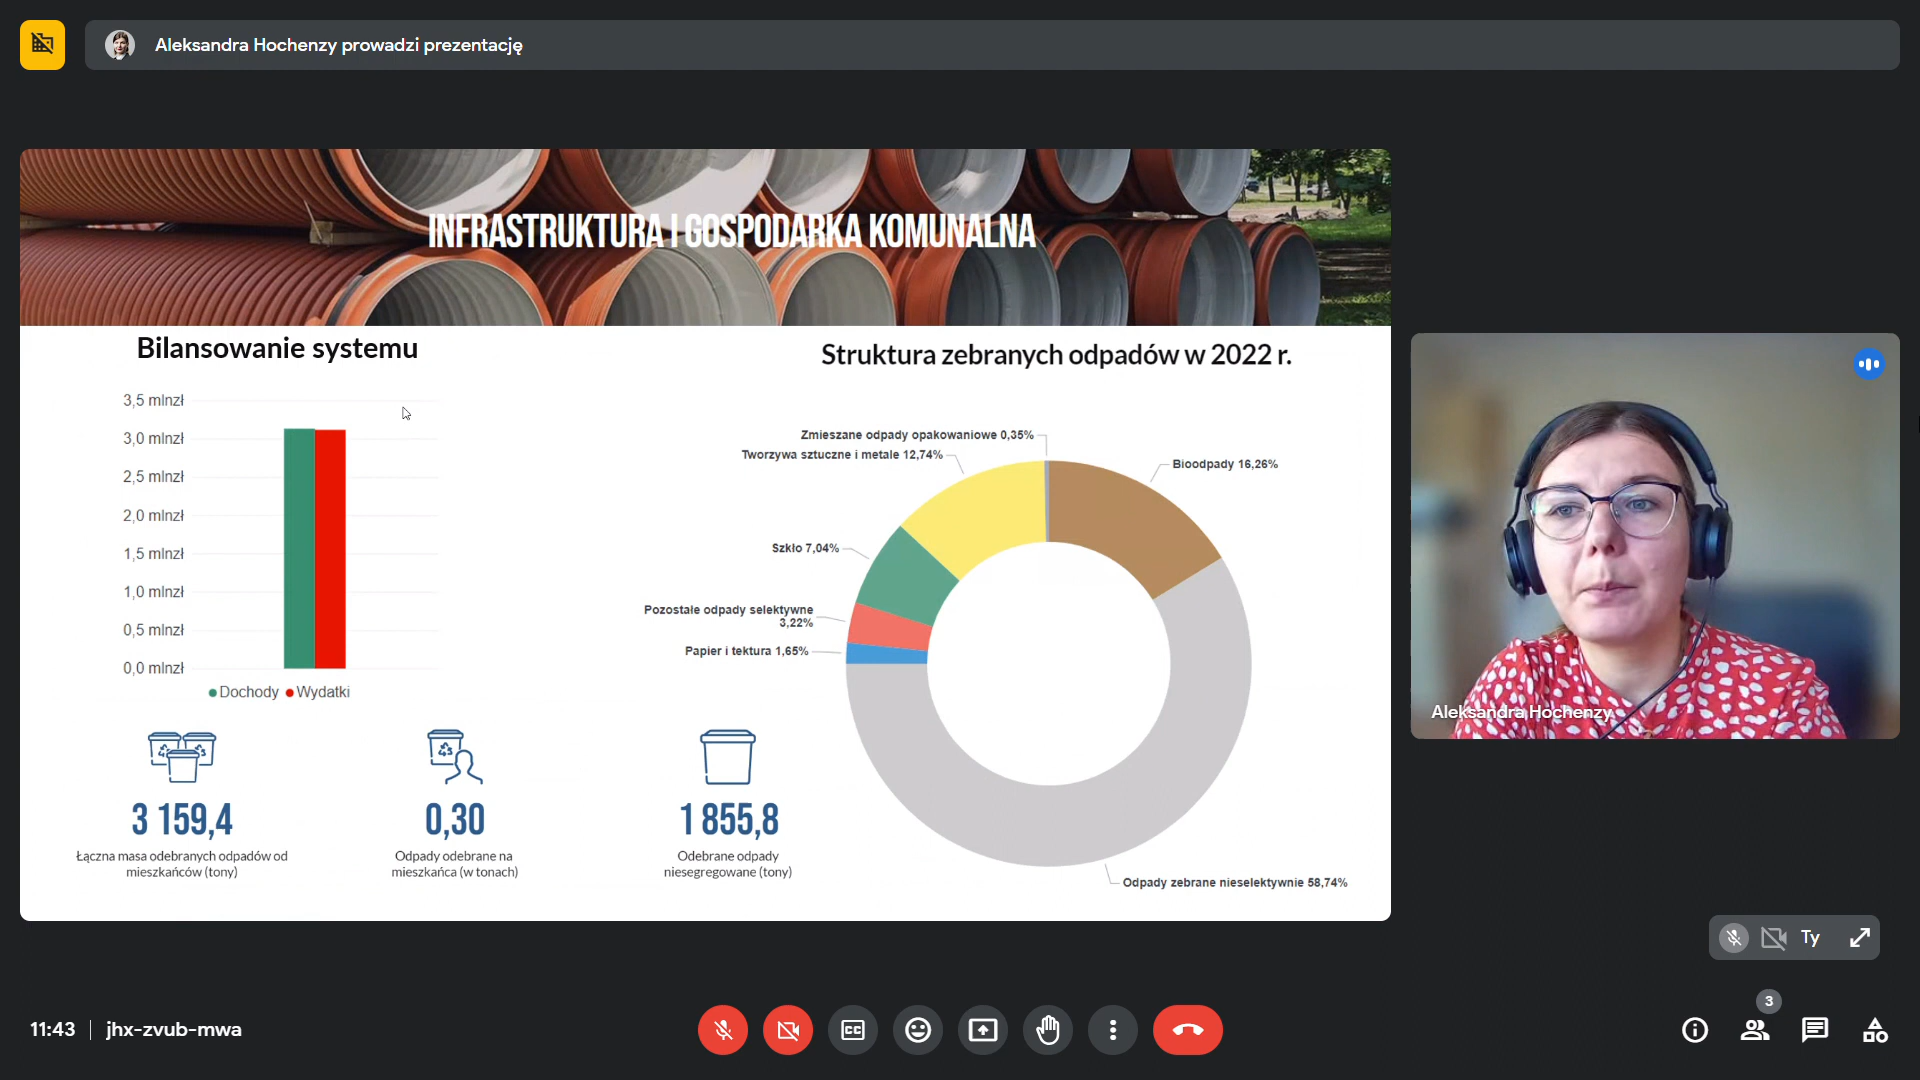 Aleksandra Hochenzy prowadzi prezentację
INFRASTRUKTURA I GOSPODARKA KOMUNALNA
Bilansowanie systemu
3,5 mlnzł
3,0 mlnzł
2,5 mlnzł
2,0 mlnzł
1,5 mlnzł
1,0 mlnzł
0,5 mlnzł
0,0 mlnzł
Dochody Wydatki
3 159,4
Łączna masa odebranych odpadów od
mieszkańców (tony)
0,30
Odpady odebrane na
mieszkańca (w tonach)
1 855,8
Odebrane odpady
niesegregowane (tony)
Struktura zebranych odpadów w 2022 r.
Zmieszane odpady opakowaniowe 0,35%
Tworzywa sztuczne i metale 12,74%
Bioodpady 16,26%
Szkło 7,04%
Pozostałe odpady selektywne
3,22%
Papier i tektura 1,65%
Odpady zebrane nieselektywnie 58,74%
Aleksandra Hochenzy
Ty
11:43 jhx-zvub-mwa
CC
3